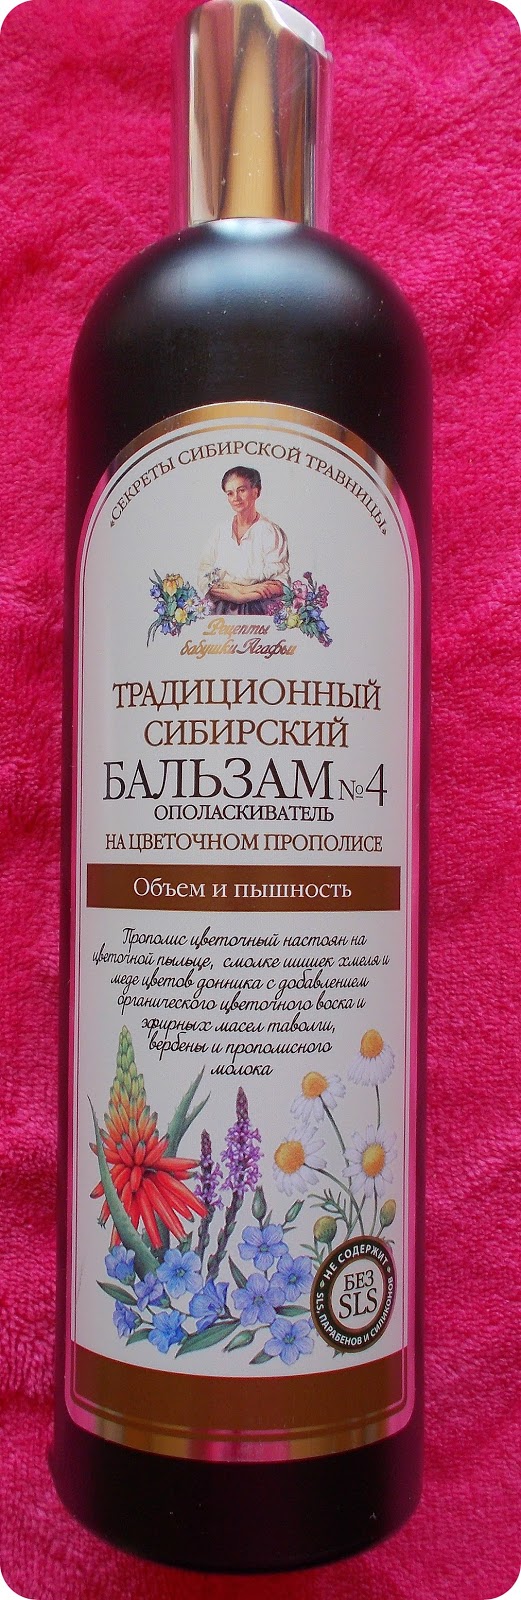 «СЕКРЕТЫ СИБИРСКОЙ ТРАВНИЦЫ»
Рецепты
бабушки Агафьи
ТРАДИЦИОННЫЙ
СИБИРСКИЙ
БАЛЬЗАМ №4
ОПОЛАСКИВАТЕЛЬ
НА ЦВЕТОЧНОМ ПРОПОЛИСЕ
Объем и пышность
Прополис цветочный настоян на
цветочной пыльце, смолке шишек хмеля и
меде цветов донника с добавлением
органического цветочного воска и
эфирных масел таволги,
вербены и прополисного
молока
НЕ СОДЕРЖИТ
БЕЗ
SLS
SLS, ПАРАБЕНОВ И СИЛИКОНОВ